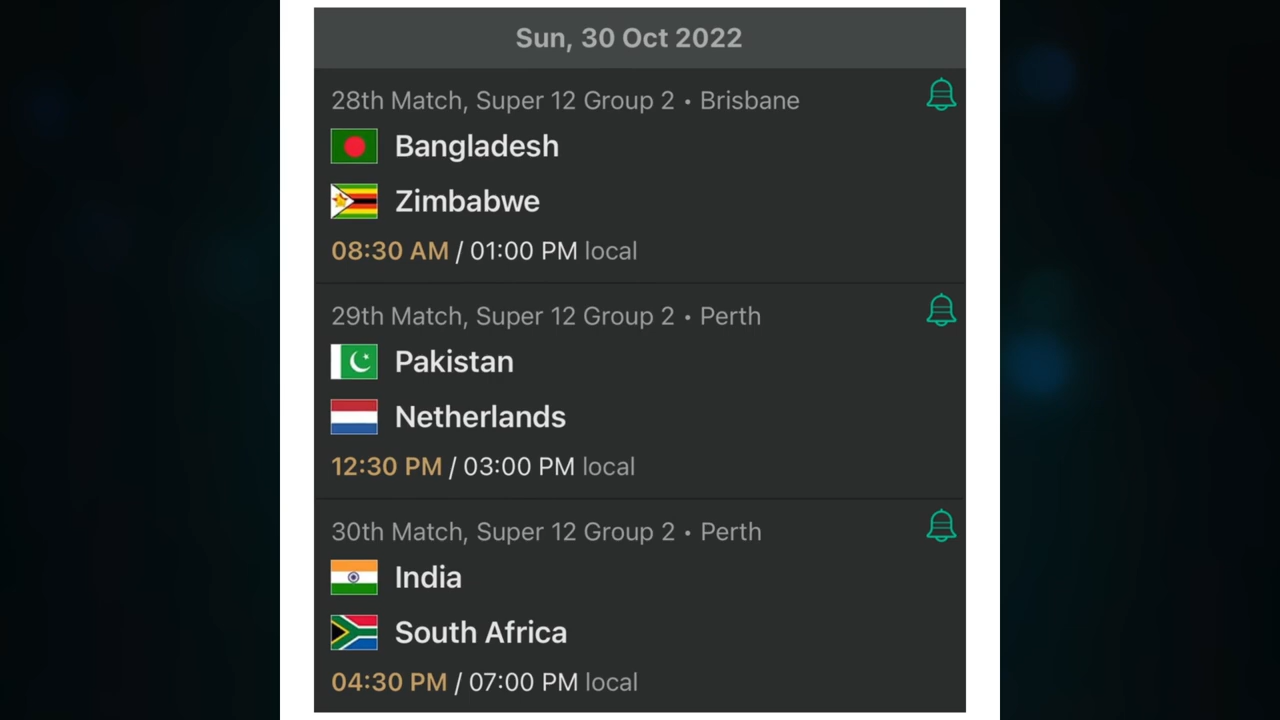 Sun, 30 Oct 2022
28th Match, Super 12 Group 2 • Brisbane
Bangladesh
Zimbabwe
08:30 AM / 01:00 PM local
29th Match, Super 12 Group 2 • Perth
Pakistan
Netherlands
12:30 PM / 03:00 PM local
30th Match, Super 12 Group 2 • Perth
India
South Africa
04:30 PM / 07:00 PM local